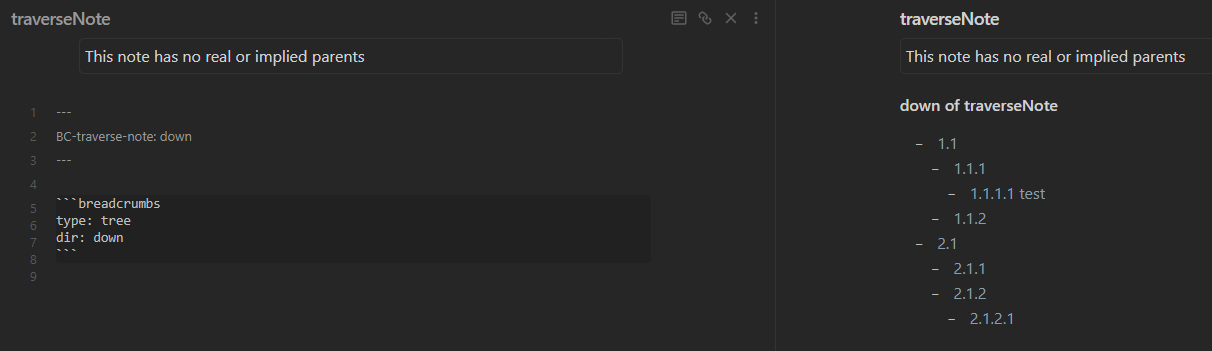 traverseNote
This note has no real or implied parents
1 ---
2 BC-traverse-note: down
3 ---
4
5 ```breadcrumbs
6 type: tree
7 dir: down
8 ```
9
traverseNote
This note has no real or implied parents
down of traverseNote
– 1.1
– 1.1.1
– 1.1.1.1 test
– 1.1.2
– 2.1
– 2.1.1
– 2.1.2
– 2.1.2.1